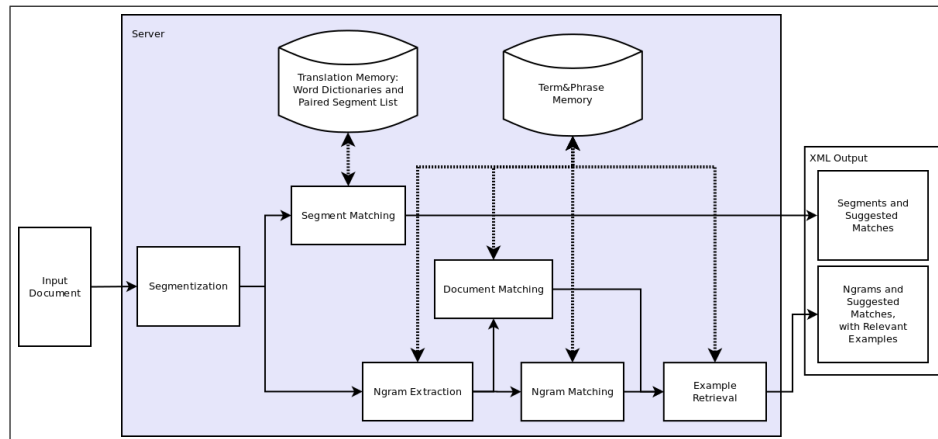 Server
Translation Memory:
Word Dictionaries and
Paired Segment List
Term&Phrase
Memory
XML Output
Segment Matching
Segments and
Suggested
Matches
Input
Document
Segmentization
Document Matching
Ngrams and
Suggested
Matches,
with Relevant
Examples
Ngram Extraction
Ngram Matching
Example
Retrieval